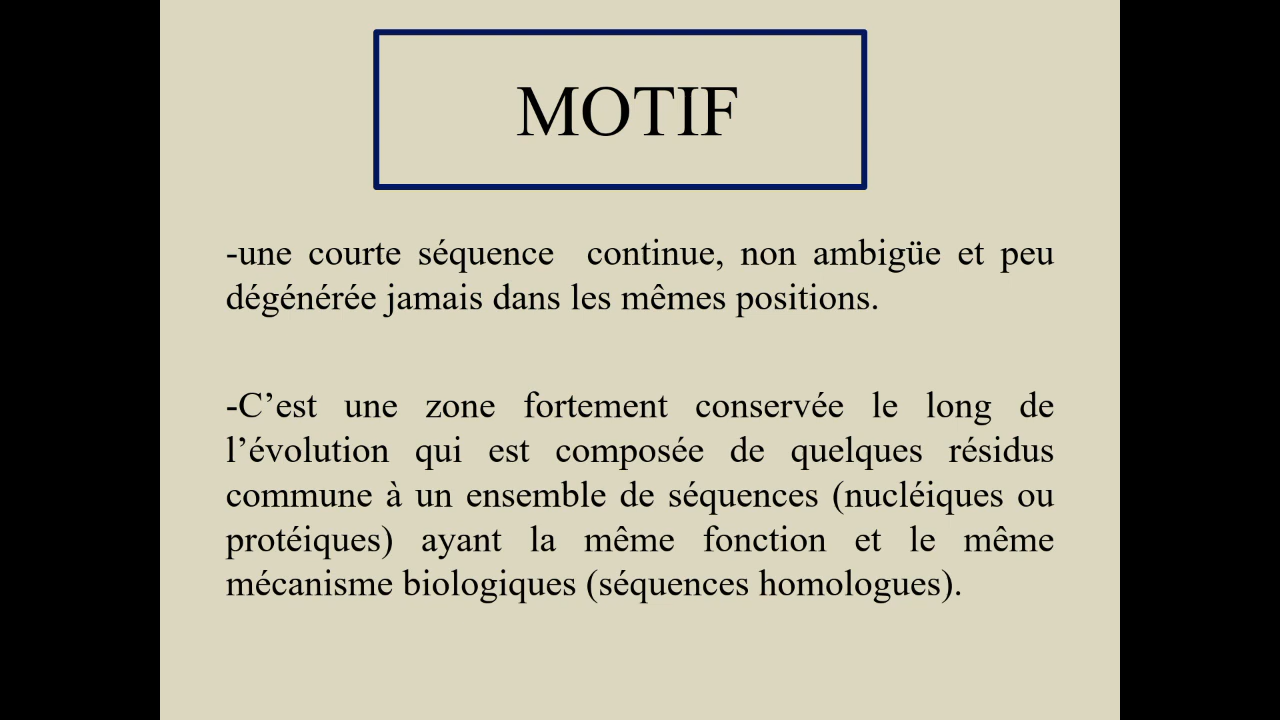 MOTIF
-une courte séquence  continue, non ambigüe et peu
dégénérée jamais dans les mêmes positions.
-C’est une zone fortement conservée le long de
l’évolution qui est composée de quelques résidus
commune à un ensemble de séquences (nucléiques ou
protéiques) ayant la même fonction et le même
mécanisme biologiques (séquences homologues).